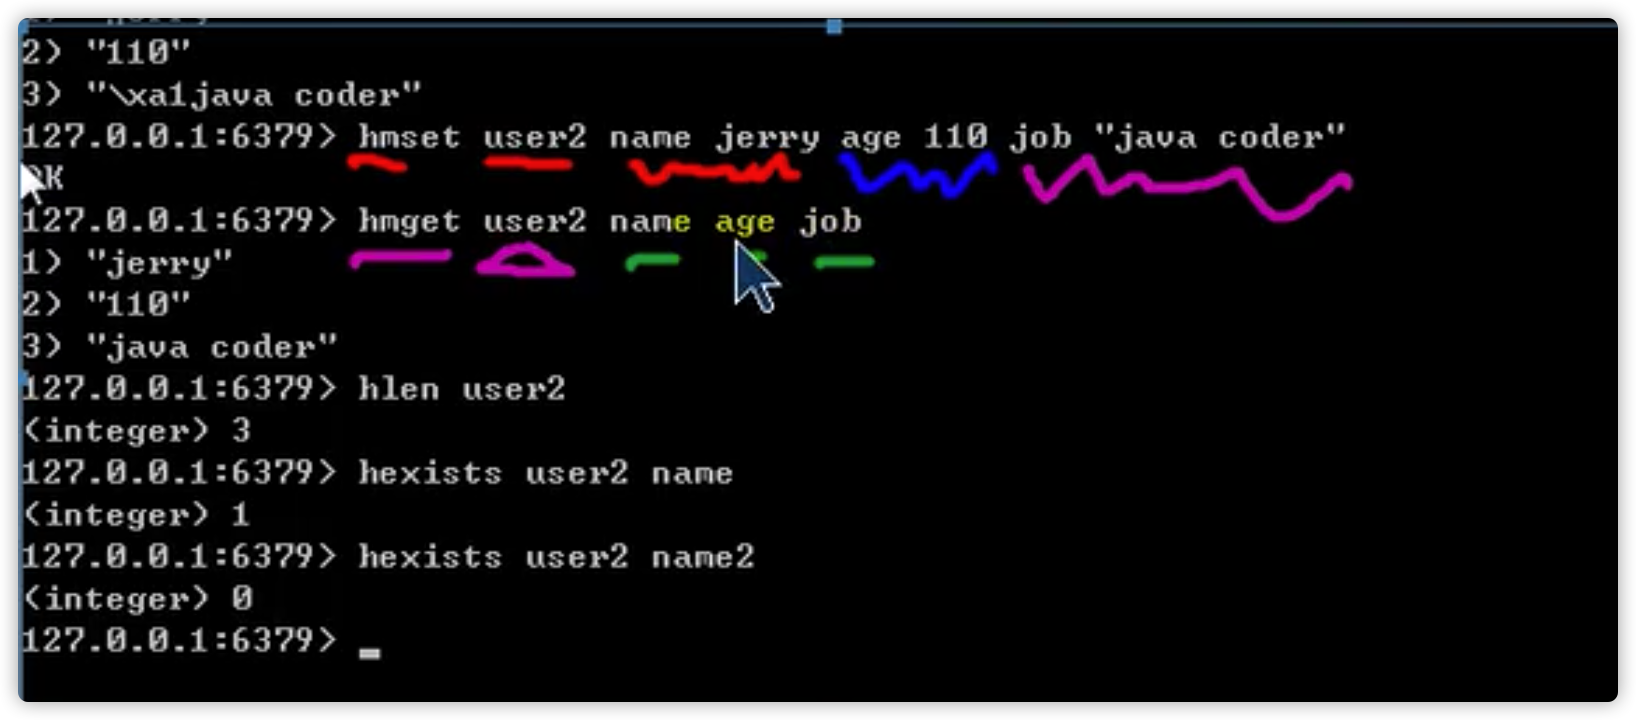 2) "110"
3) "\xa1java coder"
127.0.0.1:6379> hmset user2 name jerry age 110 job "java coder"
OK
127.0.0.1:6379> hmget user2 name age job
1) "jerry"
2) "110"
3) "java coder"
127.0.0.1:6379> hlen user2
(integer) 3
127.0.0.1:6379> hexists user2 name
(integer) 1
127.0.0.1:6379> hexists user2 name2
(integer) 0
127.0.0.1:6379>